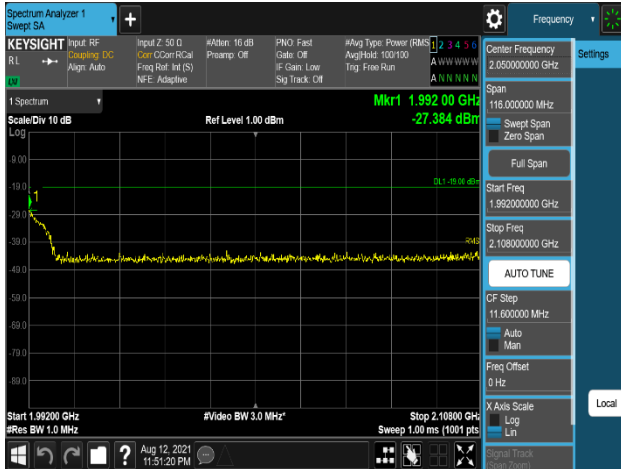 Spectrum Analyzer 1
Swept SA
+
Frequency
KEYSIGHT
RL
Input: RF
Coupling: DC
Align: Auto
Input Z: 50 Ω
Corr CCorr RCal
Freq Ref: Int (S)
NFE: Adaptive
#Atten: 16 dB
Preamp: Off
PNO: Fast
Gate: Off
IF Gain: Low
Sig Track: Off
#Avg Type: Power (RMS
Avg|Hold: 100/100
Trig: Free Run
1 2 3 4 5 6
A W W W W W
A N N N N N
LV
1 Spectrum
Scale/Div 10 dB
Log
Ref Level 1.00 dBm
Mkr1 1.992 00 GHz
-27.384 dBm
-9.00
-19.0
-29.0
-39.0
-49.0
-59.0
-69.0
-79.0
-89.0
1
DL1 -19.00 dBm
RMS
Start 1.99200 GHz
#Res BW 1.0 MHz
#Video BW 3.0 MHz*
Stop 2.10800 GHz
Sweep 1.00 ms (1001 pts
?
Aug 12, 2021
11:51:20 PM
Center Frequency
2.050000000 GHz
Span
116.000000 MHz
Swept Span
Zero Span
Full Span
Start Freq
1.992000000 GHz
Stop Freq
2.108000000 GHz
AUTO TUNE
CF Step
11.600000 MHz
Auto
Man
Freq Offset
0 Hz
X Axis Scale
Log
Lin
Signal Track
(Span Zoom)
Settings
Local